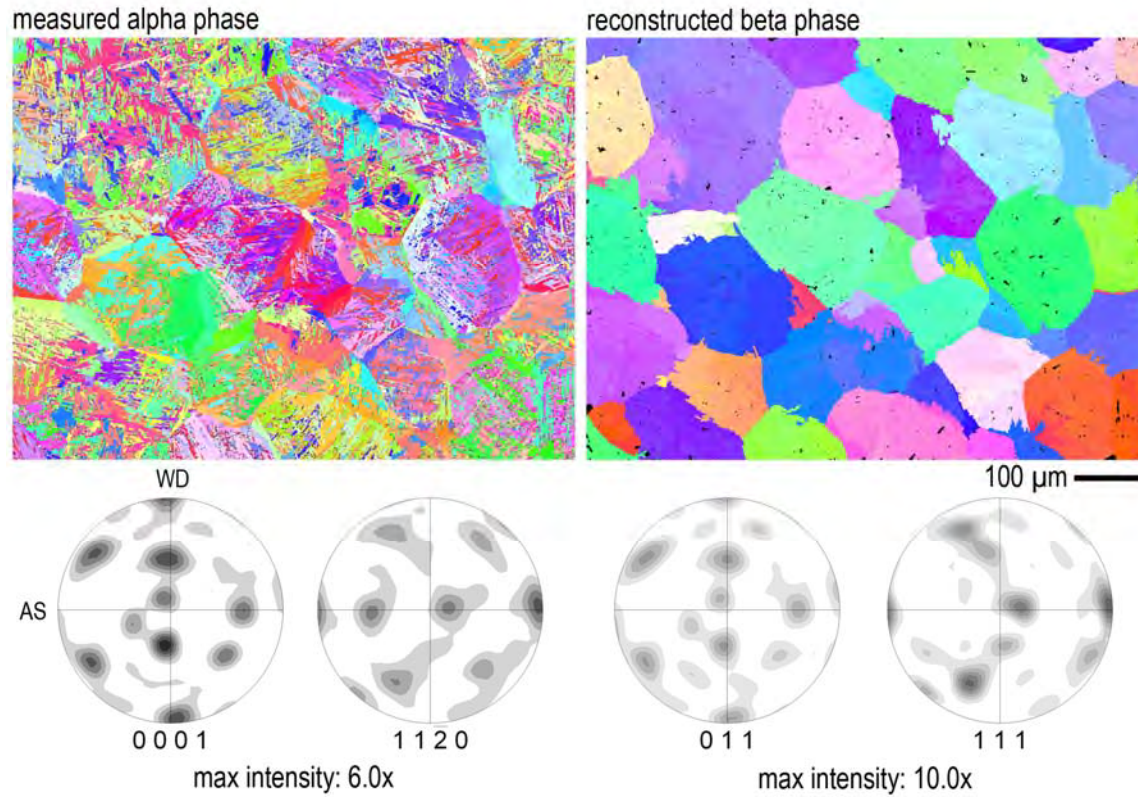 measured alpha phase
reconstructed beta phase
100 µm
WD
AS
0 0 0 1
1 1 2̅ 0
0 1 1
1 1 1
max intensity: 6.0x
max intensity: 10.0x